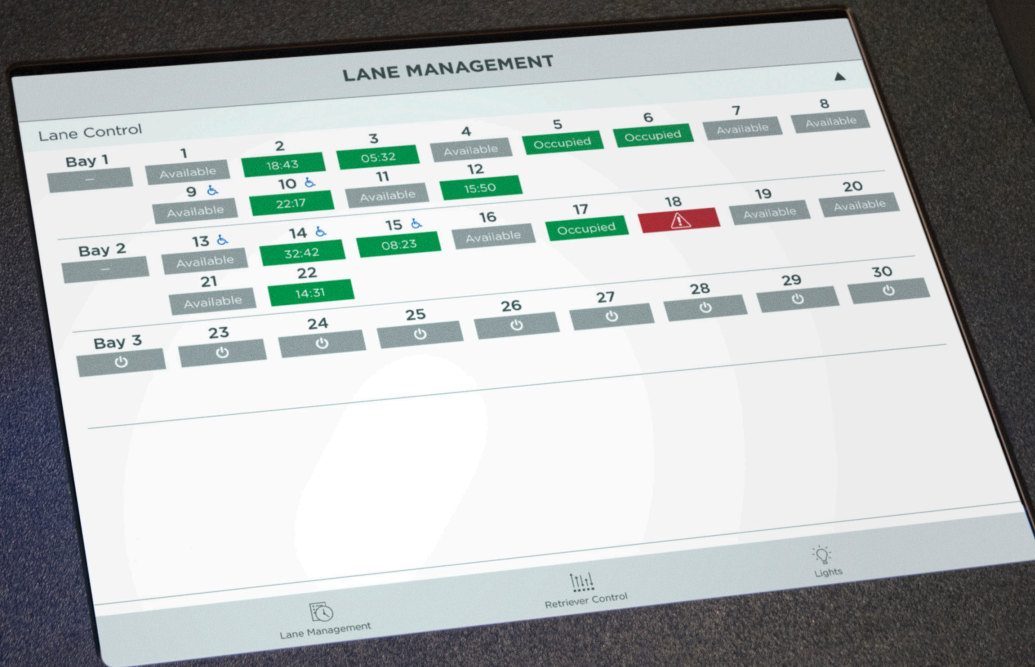 LANE MANAGEMENT
Lane Control
Bay 1 1 2 3 4 5 6 7 8
– Available 18:43 05:32 Available Occupied Occupied Available Available
9 10 11 12
Available 22:17 Available 15:50
Bay 2 13 14 15 16 17 18 19 20
– Available 32:42 08:23 Available Occupied Available Available
21 22
Available 14:31
Bay 3 23 24 25 26 27 28 29 30
Lane Management Retriever Control Lights